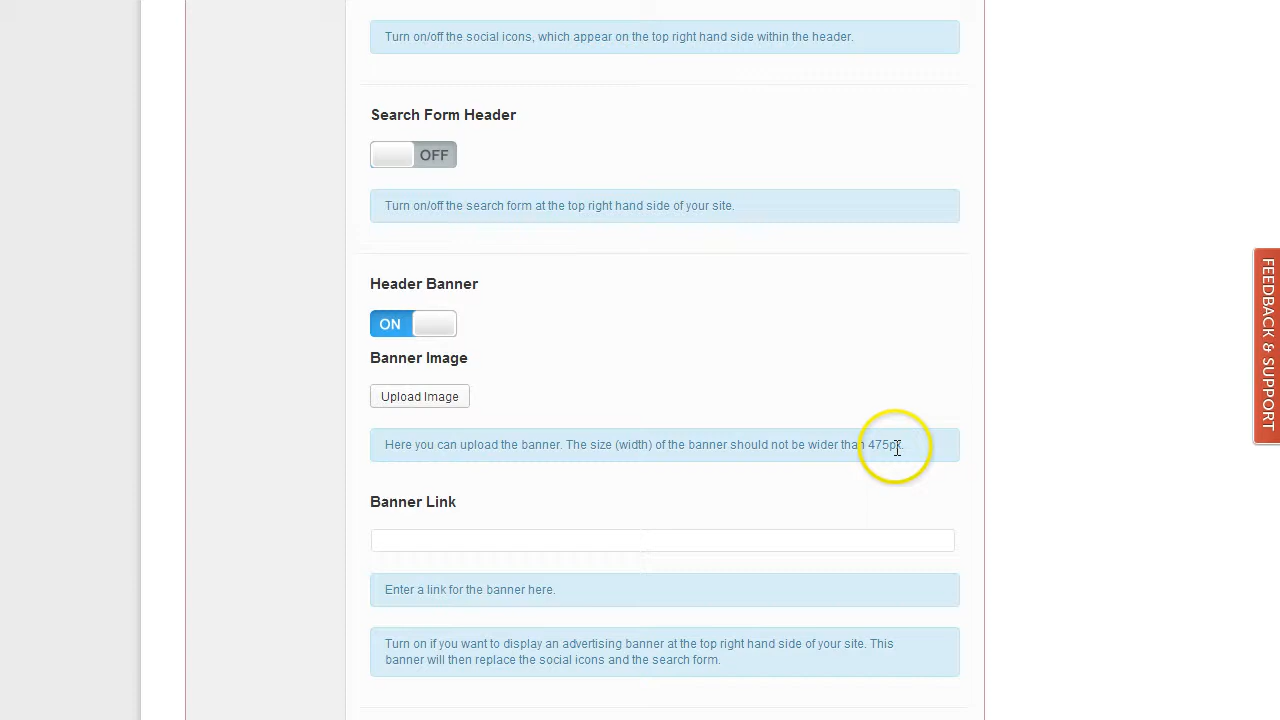 Turn on/off the social icons, which appear on the top right hand side within the header.
Search Form Header
OFF
Turn on/off the search form at the top right hand side of your site.
Header Banner
ON
Banner Image
Upload Image
Here you can upload the banner. The size (width) of the banner should not be wider than
Banner Link
Enter a link for the banner here.
Turn on if you want to display an advertising banner at the top right hand side of your site. This
banner will then replace the social icons and the search form.
FEEDBACK & SUPPORT